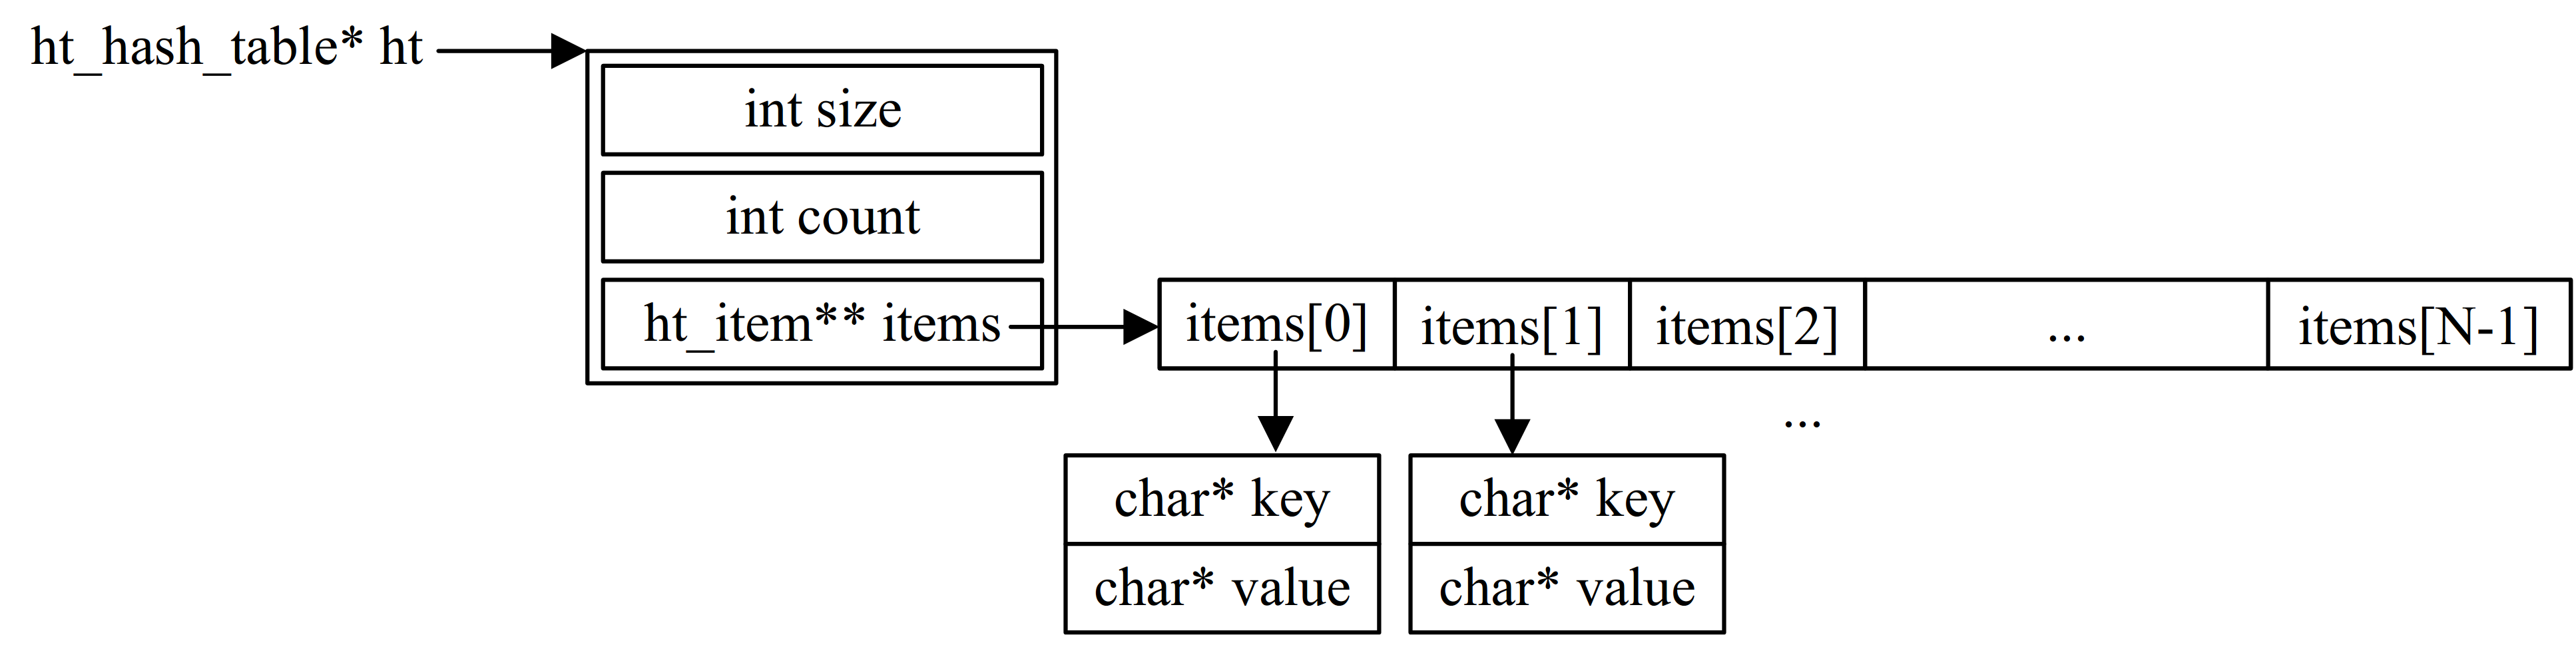 ht_hash_table* ht
int size
int count
ht_item** items
items[0]
items[1]
items[2]
...
items[N-1]
...
char* key
char* value
char* key
char* value